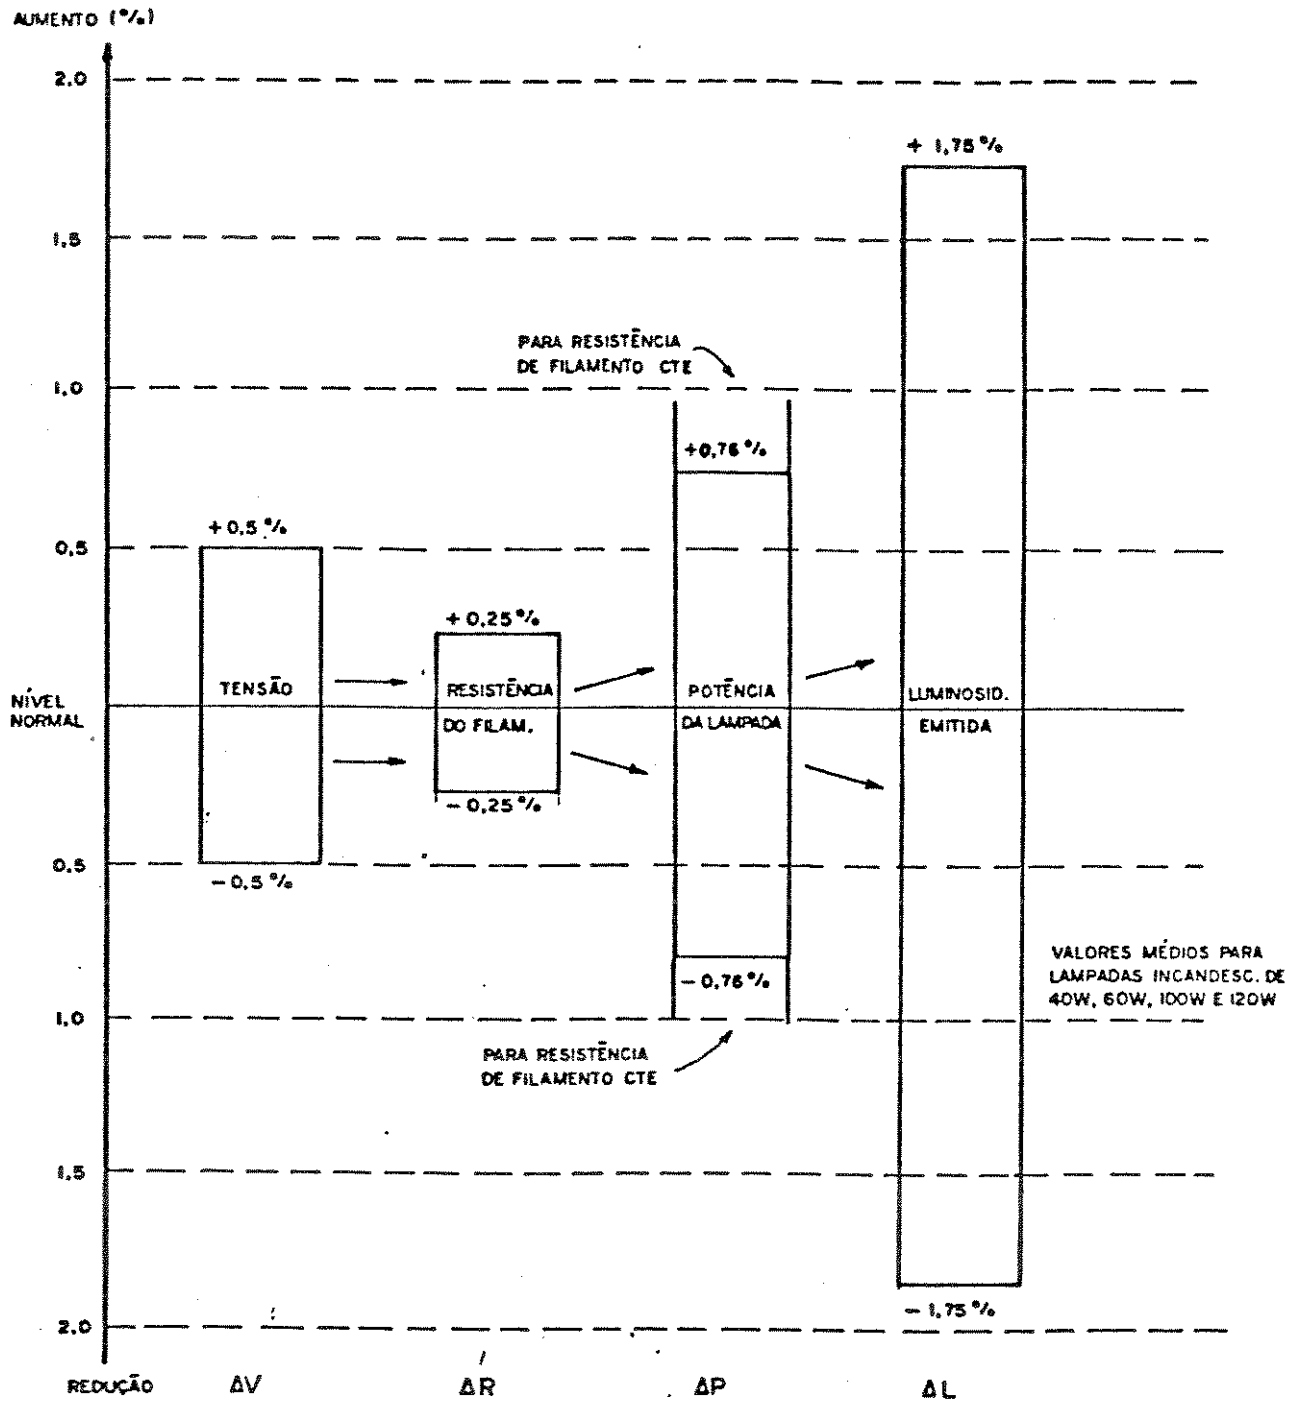 AUMENTO (%)
2.0
+ 1,75 %
1.5
PARA RESISTÊNCIA
DE FILAMENTO CTE
1.0
+0,75 %
+ 0,5 %
0,5
+ 0,25 %
NÍVEL
NORMAL
TENSÃO
RESISTÊNCIA
DO FILAM.
POTÊNCIA
DA LAMPADA
LUMINOSID.
EMITIDA
- 0,25 %
0,5
- 0,5 %
- 0,75 %
VALORES MÉDIOS PARA
LAMPADAS INCANDESC. DE
40W, 60W, 100W E 120W
1.0
PARA RESISTÊNCIA
DE FILAMENTO CTE
1,5
- 1,75 %
2.0
REDUÇÃO
ΔV
ΔR
ΔP
ΔL